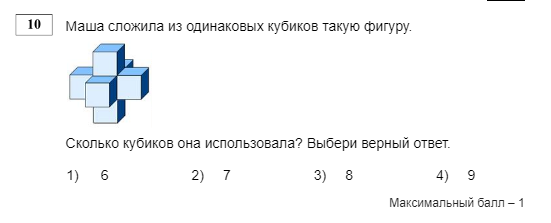 10 Маша сложила из одинаковых кубиков такую фигуру.
Сколько кубиков она использовала? Выбери верный ответ.
1) 6 2) 7 3) 8 4) 9
Максимальный балл – 1